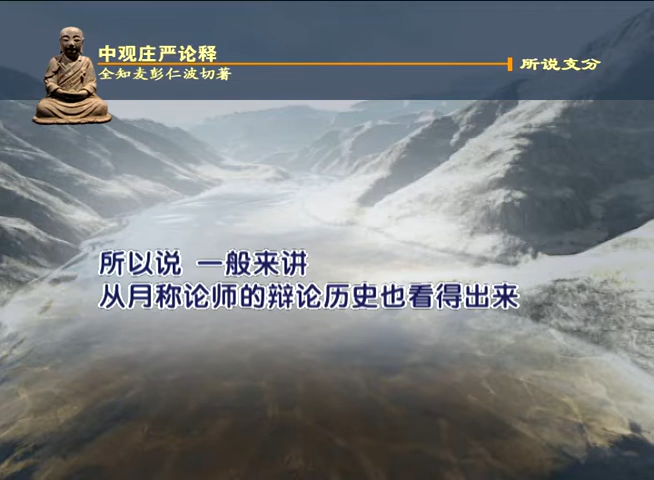 中观庄严论释
全知麦彭仁波切著
所说支分
所以说 一般来讲
从月称论师的辩论历史也看得出来